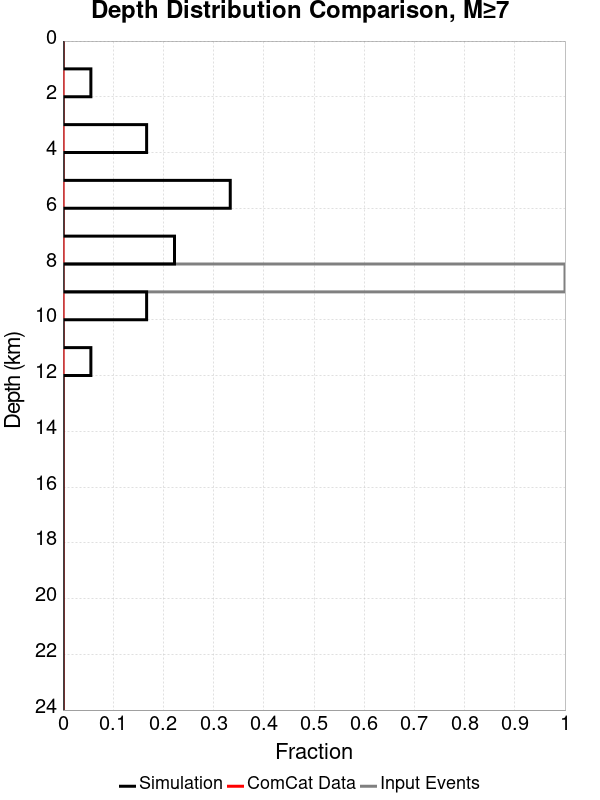 Depth Distribution Comparison, M≥7
0
2
4
6
8
10
12
14
16
18
20
22
24
Depth (km)
0 0.1 0.2 0.3 0.4 0.5 0.6 0.7 0.8 0.9 1
Fraction
Simulation ComCat Data Input Events